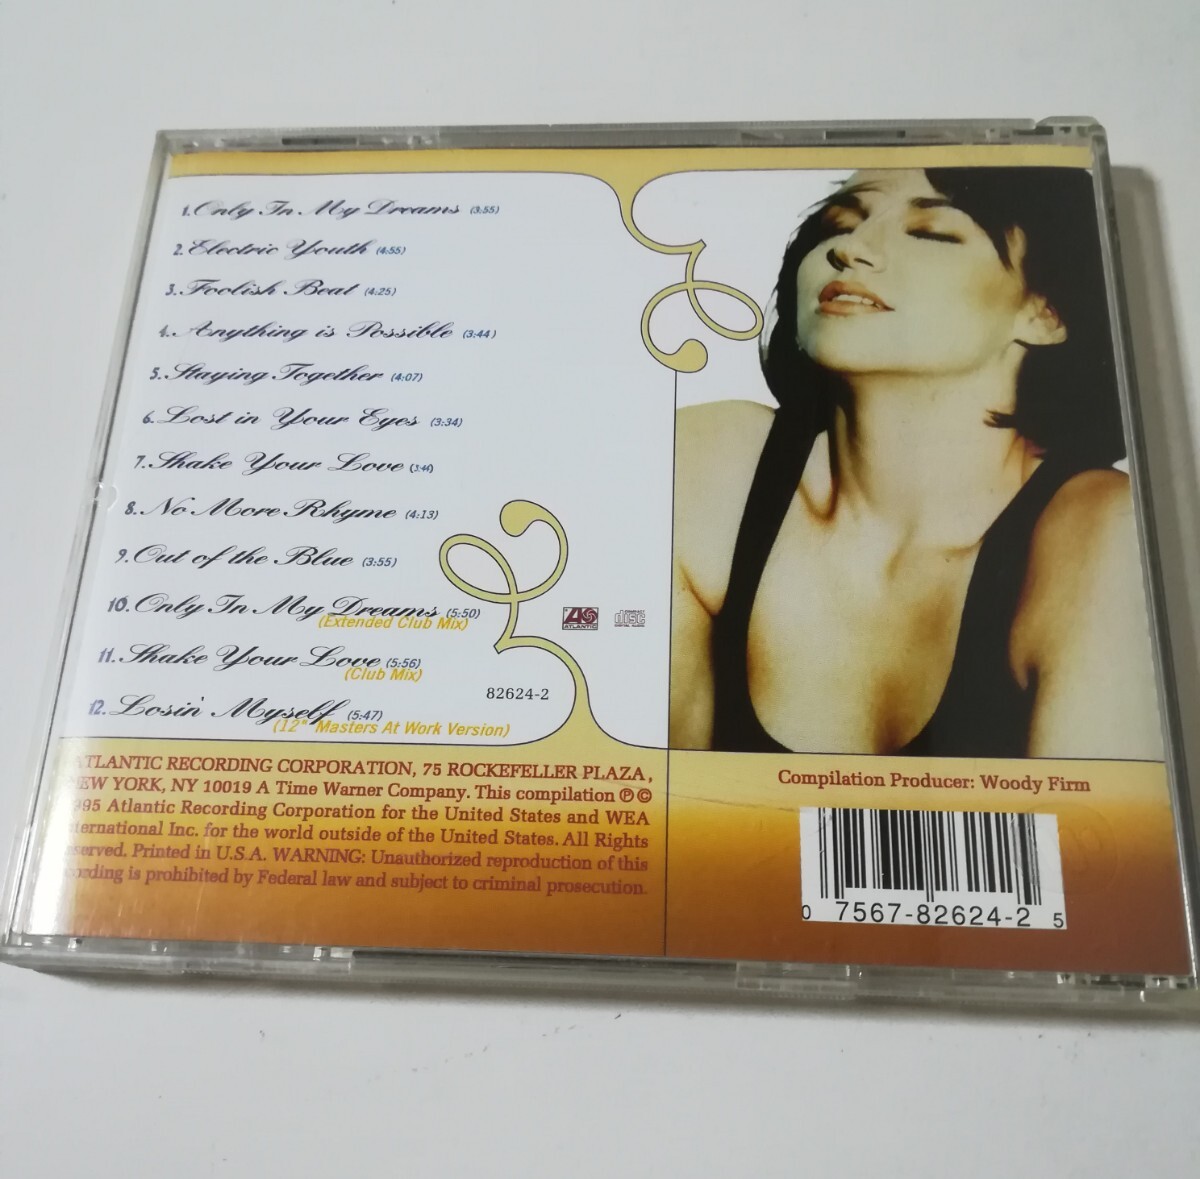 1. Only In My Dreams (3:55)
2. Electric Youth (4:55)
3. Foolish Beat (4:25)
4. Anything is Possible (3:44)
5. Staying Together (4:07)
6. Lost in Your Eyes (3:34)
7. Shake Your Love (3:44)
8. No More Rhyme (4:13)
9. Out of the Blue (3:55)
10. Only In My Dreams (5:50)
(Extended Club Mix)
11. Shake Your Love (5:56)
(Club Mix)
12. Losin' Myself (5:47)
(12" Masters At Work Version)
ATLANTIC
disc
82624-2
ATLANTIC RECORDING CORPORATION, 75 ROCKEFELLER PLAZA,
NEW YORK, NY 10019 A Time Warner Company. This compilation ℗ ©
1995 Atlantic Recording Corporation for the United States and WEA
International Inc. for the world outside of the United States. All Rights
Reserved. Printed in U.S.A. WARNING: Unauthorized reproduction of this
recording is prohibited by Federal law and subject to criminal prosecution.
Compilation Producer: Woody Firm
0 7567-82624-2 5